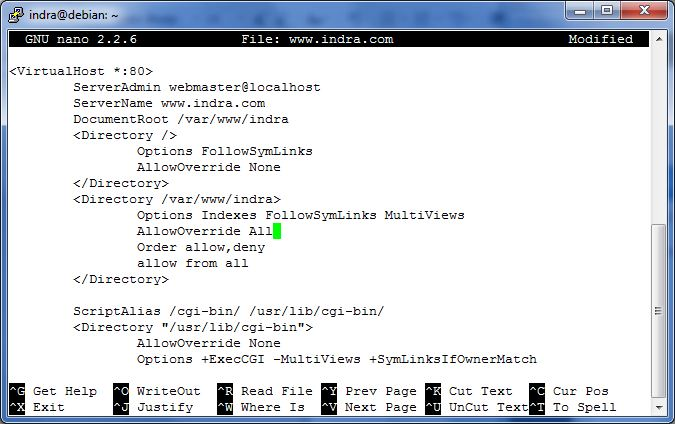 indra@debian: ~
GNU nano 2.2.6 File: www.indra.com Modified
<VirtualHost *:80>
ServerAdmin webmaster@localhost
ServerName www.indra.com
DocumentRoot /var/www/indra
<Directory />
Options FollowSymLinks
AllowOverride None
</Directory>
<Directory /var/www/indra>
Options Indexes FollowSymLinks MultiViews
AllowOverride All
Order allow,deny
allow from all
</Directory>
ScriptAlias /cgi-bin/ /usr/lib/cgi-bin/
<Directory "/usr/lib/cgi-bin">
AllowOverride None
Options +ExecCGI -MultiViews +SymLinksIfOwnerMatch
^G Get Help ^O WriteOut ^R Read File ^Y Prev Page ^K Cut Text ^C Cur Pos
^X Exit ^J Justify ^W Where Is ^V Next Page ^U UnCut Text ^T To Spell